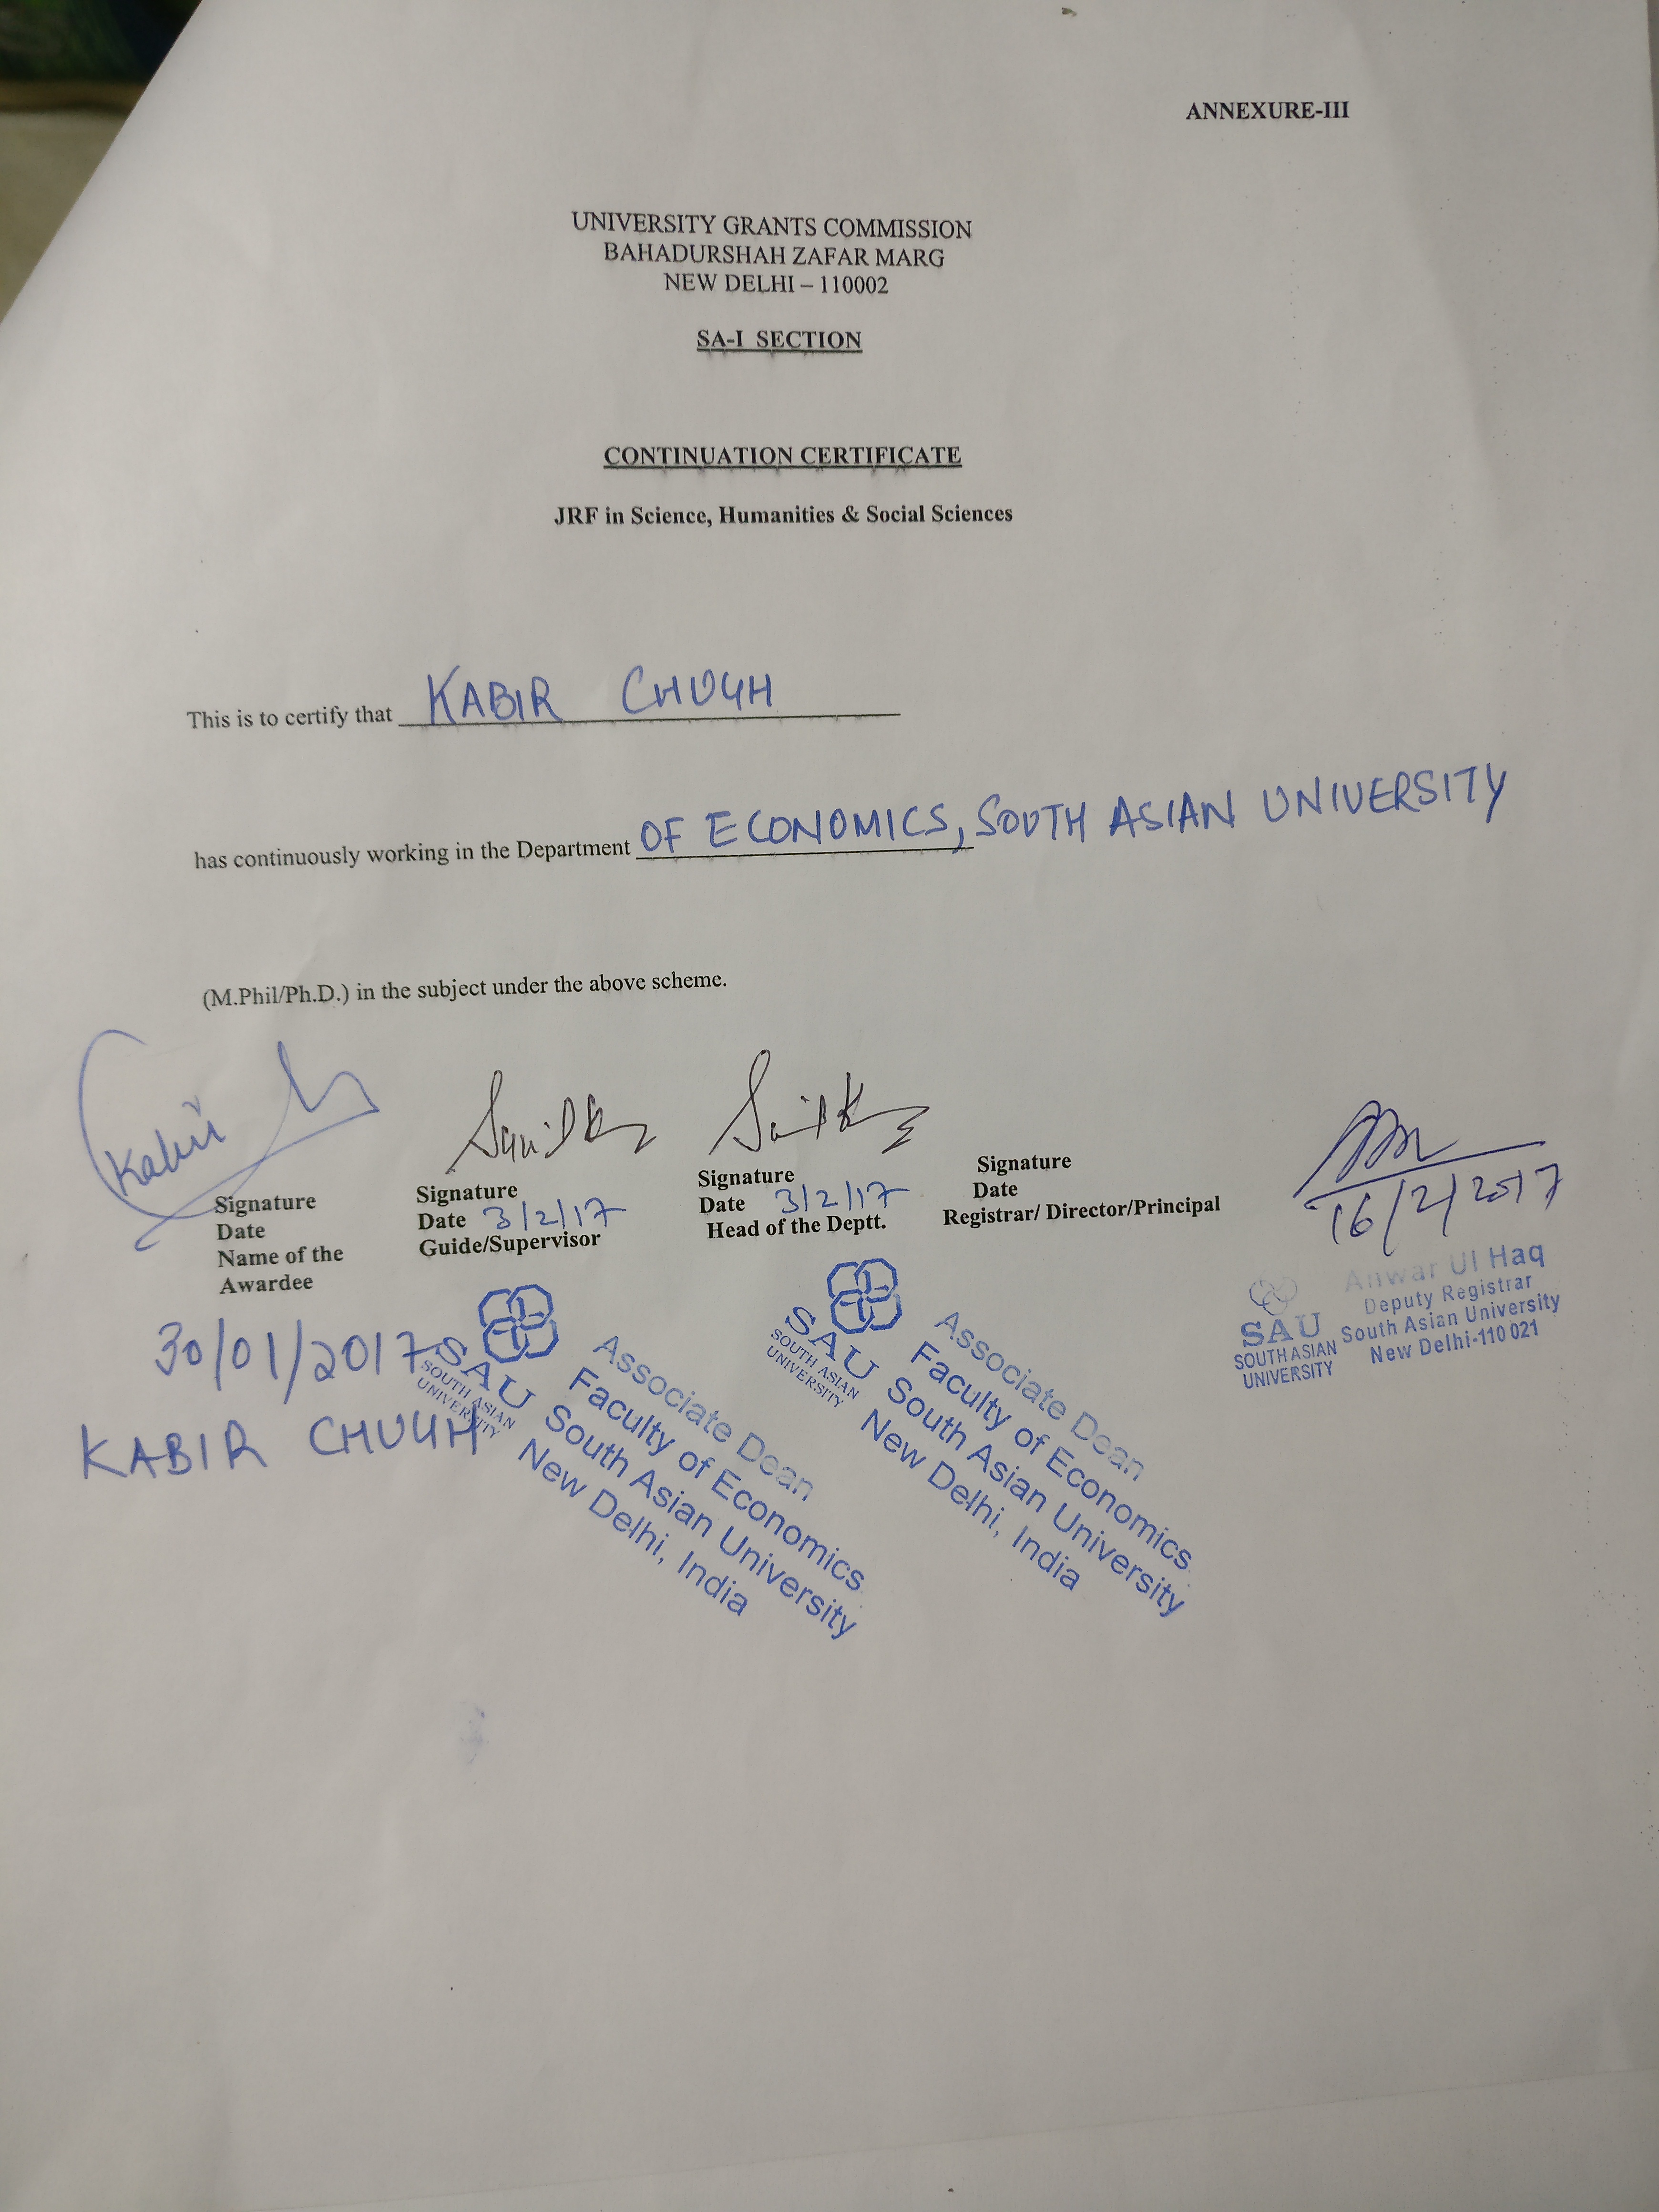 ANNEXURE-III
UNIVERSITY GRANTS COMMISSION
BAHADURSHAH ZAFAR MARG
NEW DELHI – 110002
SA-I SECTION
CONTINUATION CERTIFICATE
JRF in Science, Humanities & Social Sciences
This is to certify that KABIR CHUGH
has continuously working in the Department OF ECONOMICS, SOUTH ASIAN UNIVERSITY
(M.Phil/Ph.D.) in the subject under the above scheme.
Kabir
Signature
Date
Name of the
Awardee
30/01/2017
KABIR CHUGH
Signature
Date 3/2/17
Guide/Supervisor
SAU
SOUTH ASIAN
UNIVERSITY
Associate Dean
Faculty of Economics
South Asian University
New Delhi, India
Signature
Date 3/2/17
Head of the Deptt.
SAU
SOUTH ASIAN
UNIVERSITY
Associate Dean
Faculty of Economics
South Asian University
New Delhi, India
Signature
Date
Registrar/ Director/Principal
16/2/2017
SAU
SOUTH ASIAN
UNIVERSITY
Anwar Ul Haq
Deputy Registrar
South Asian University
New Delhi-110 021